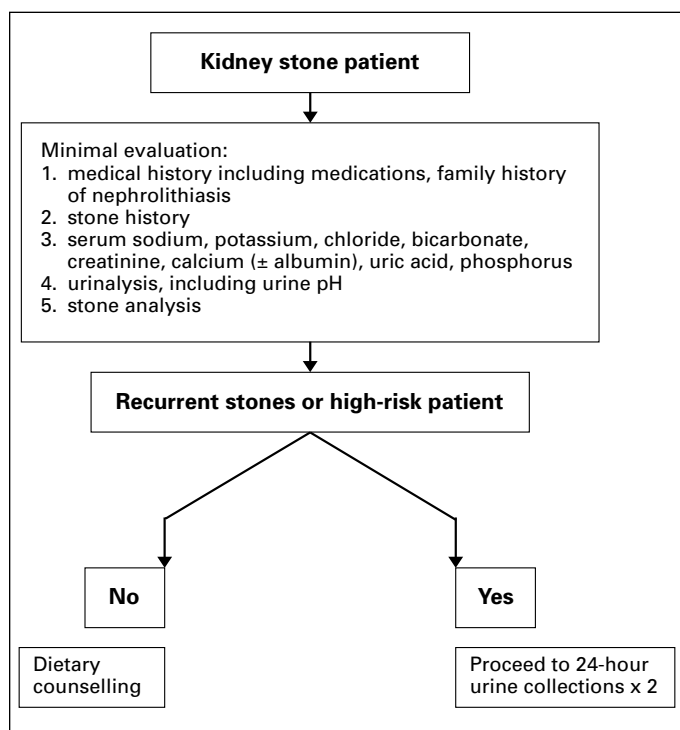 Kidney stone patient
Minimal evaluation:
1. medical history including medications, family history
of nephrolithiasis
2. stone history
3. serum sodium, potassium, chloride, bicarbonate,
creatinine, calcium (± albumin), uric acid, phosphorus
4. urinalysis, including urine pH
5. stone analysis
Recurrent stones or high-risk patient
No
Yes
Dietary
counselling
Proceed to 24-hour
urine collections x 2